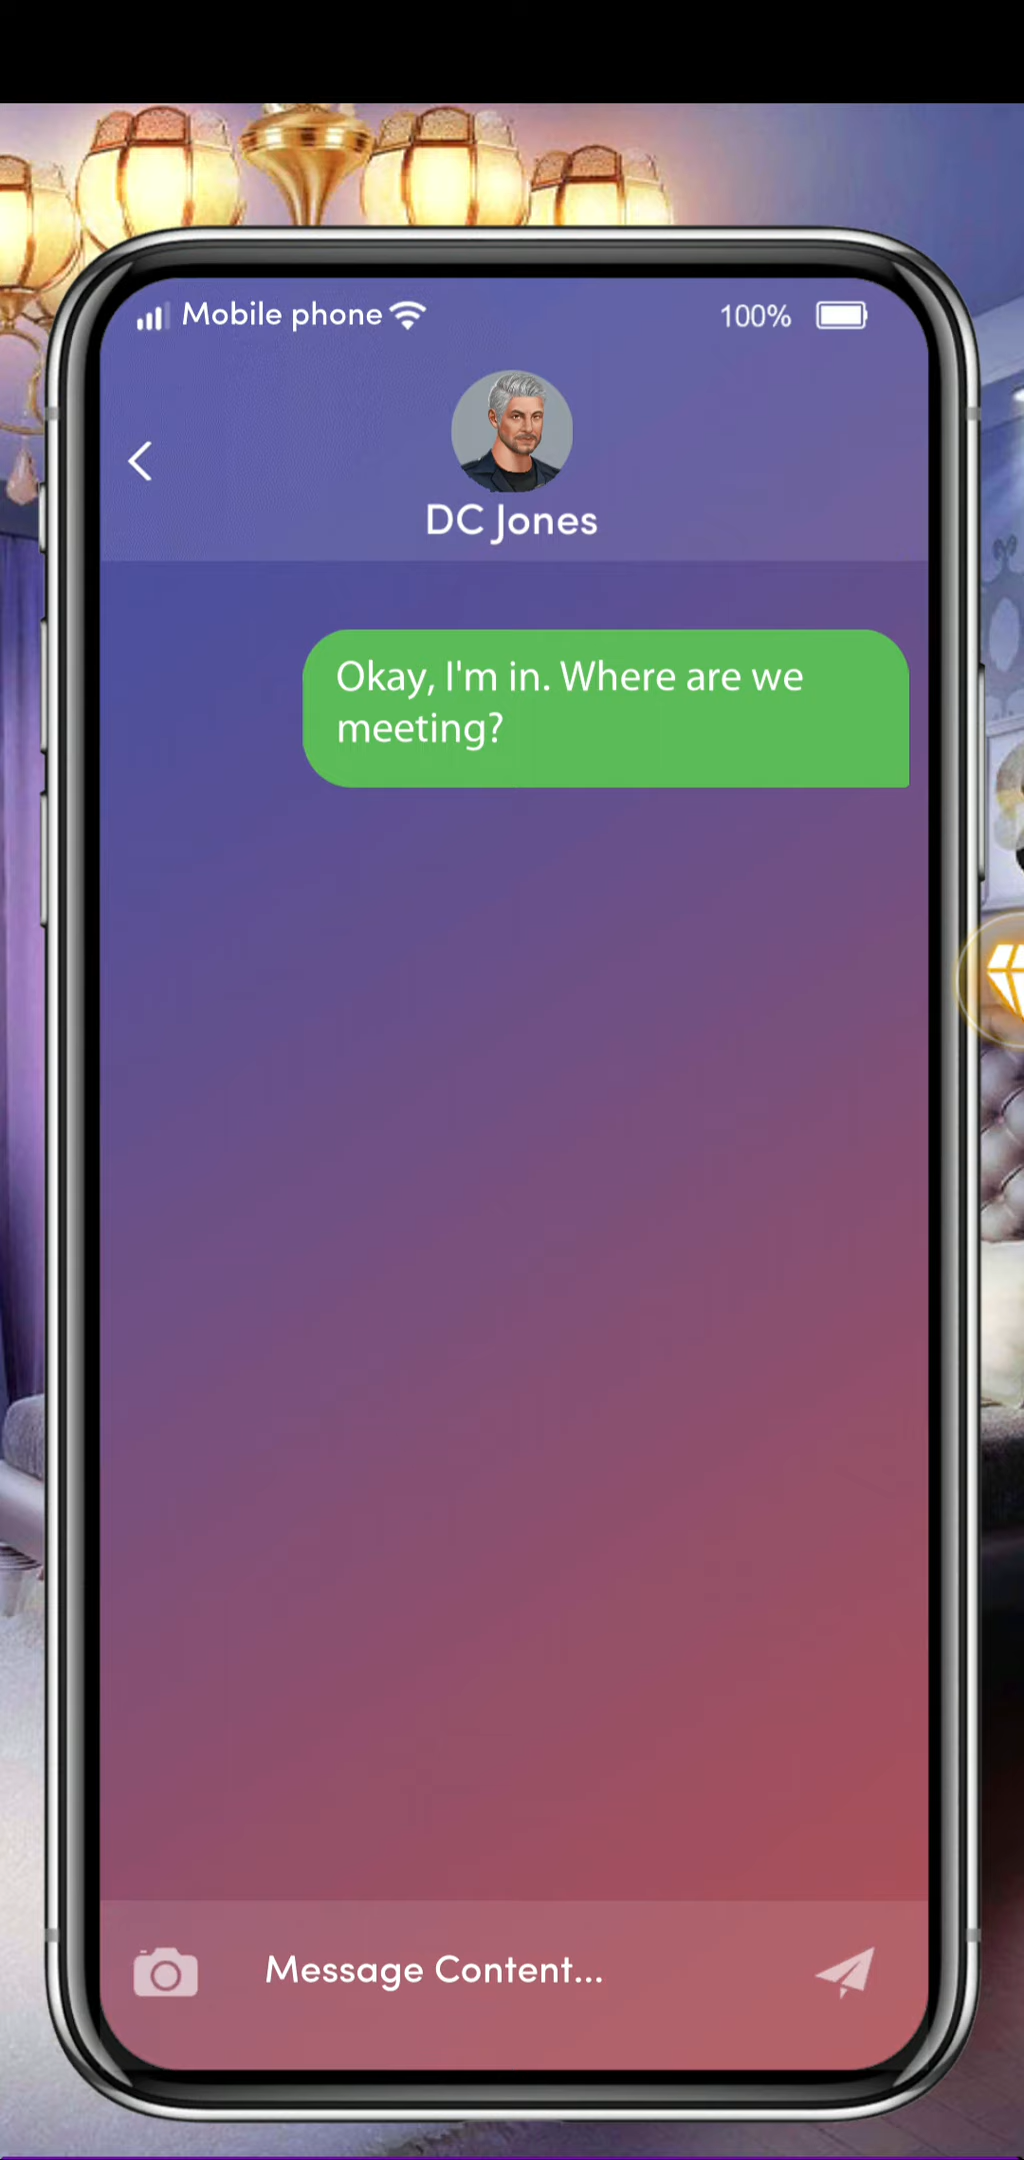 Mobile phone 100%
DC Jones
Okay, I'm in. Where are we
meeting?
Message Content...